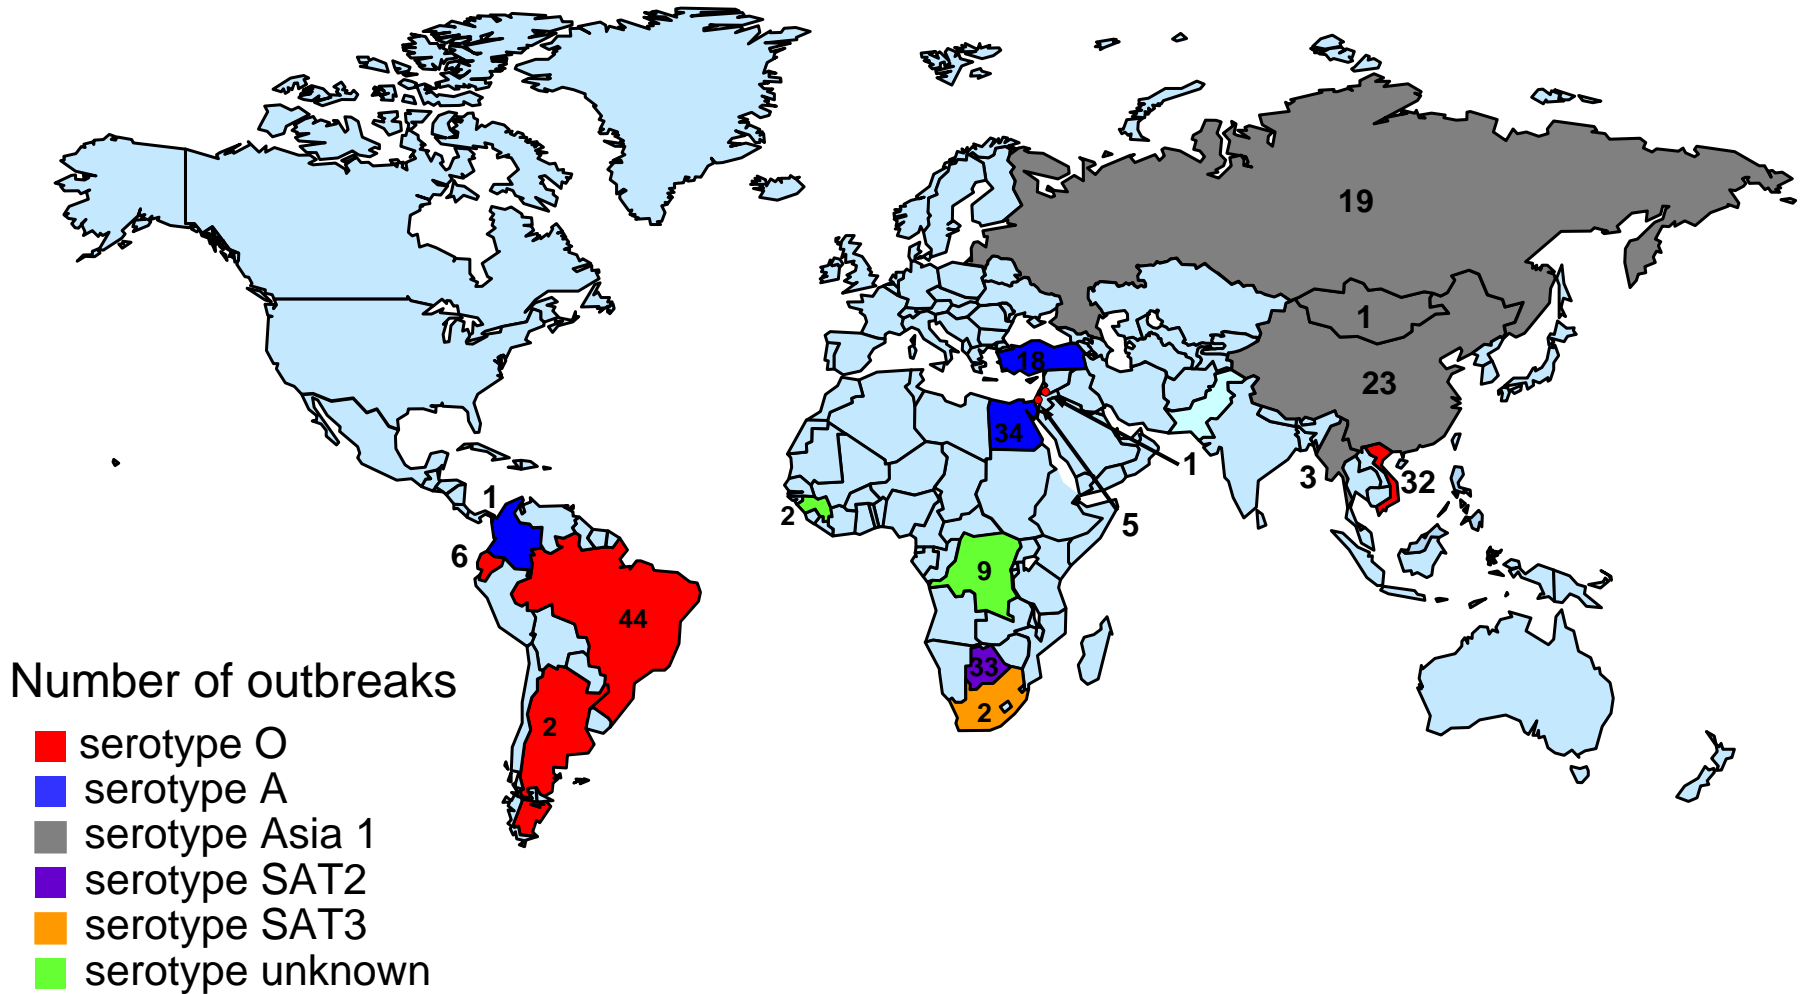 19
1
18
23
34
1
3
32
1
2
5
6
9
44
33
2
2
Number of outbreaks
serotype O
serotype A
serotype Asia 1
serotype SAT2
serotype SAT3
serotype unknown